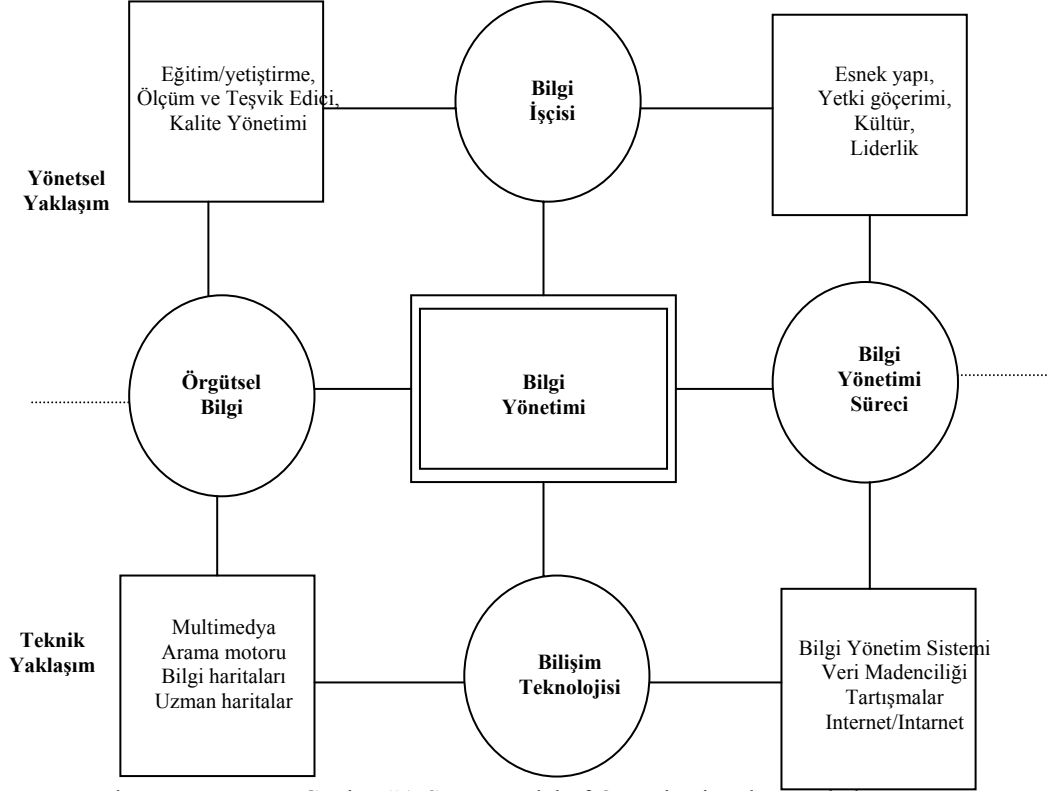 Eğitim/yetiştirme,
Ölçüm ve Teşvik Edici,
Kalite Yönetimi
Bilgi
İşçisi
Esnek yapı,
Yetki göçerimi,
Kültür,
Liderlik
Yönetsel
Yaklaşım
Örgütsel
Bilgi
Bilgi
Yönetimi
Bilgi
Yönetimi
Süreci
Teknik
Yaklaşım
Multimedya
Arama motoru
Bilgi haritaları
Uzman haritalar
Bilişim
Teknolojisi
Bilgi Yönetim Sistemi
Veri Madenciliği
Tartışmalar
Internet/Intarnet